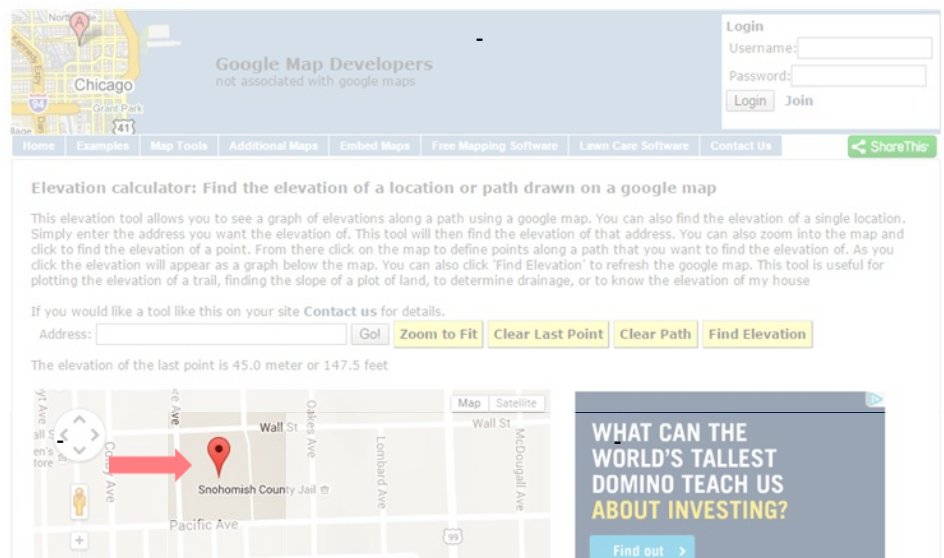 North
A
Kennedy Expy
Chicago
94
Grant Park
41
Google Map Developers
not associated with google maps
Login
Username:
Password:
Login Join
Home Examples Map Tools Additional Maps Embed Maps Free Mapping Software Lawn Care Software Contact Us
ShareThis
Elevation calculator: Find the elevation of a location or path drawn on a google map
This elevation tool allows you to see a graph of elevations along a path using a google map. You can also find the elevation of a single location.
Simply enter the address you want the elevation of. This tool will then find the elevation of that address. You can also zoom into the map and
click to find the elevation of a point. From there click on the map to define points along a path that you want to find the elevation of. As you
click the elevation will appear as a graph below the map. You can also click 'Find Elevation' to refresh the google map. This tool is useful for
plotting the elevation of a trail, finding the slope of a plot of land, to determine drainage, or to know the elevation of my house
If you would like a tool like this on your site Contact us for details.
Address: Go! Zoom to Fit Clear Last Point Clear Path Find Elevation
The elevation of the last point is 45.0 meter or 147.5 feet
Map Satellite
yt Ave
re Ave
Oakes Ave
Wall St
Wall St
Colby Ave
Lombard Ave
McDougall Ave
Snohomish County Jail
Pacific Ave
99
WHAT CAN THE
WORLD'S TALLEST
DOMINO TEACH US
ABOUT INVESTING?
Find out >